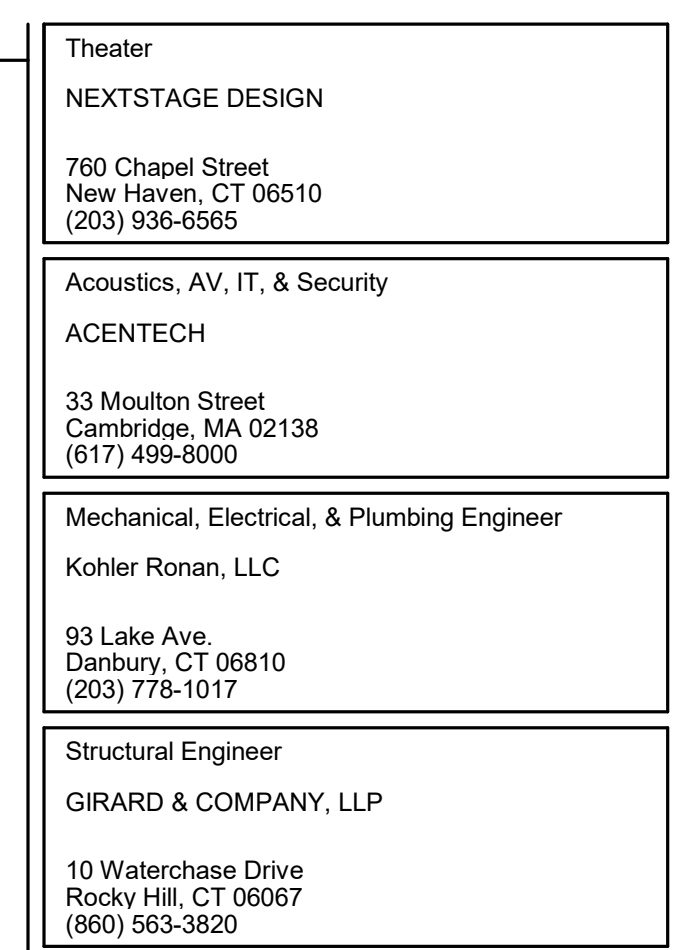 Theater
NEXTSTAGE DESIGN
760 Chapel Street
New Haven, CT 06510
(203) 936-6565
Acoustics, AV, IT, & Security
ACENTECH
33 Moulton Street
Cambridge, MA 02138
(617) 499-8000
Mechanical, Electrical, & Plumbing Engineer
Kohler Ronan, LLC
93 Lake Ave.
Danbury, CT 06810
(203) 778-1017
Structural Engineer
GIRARD & COMPANY, LLP
10 Waterchase Drive
Rocky Hill, CT 06067
(860) 563-3820